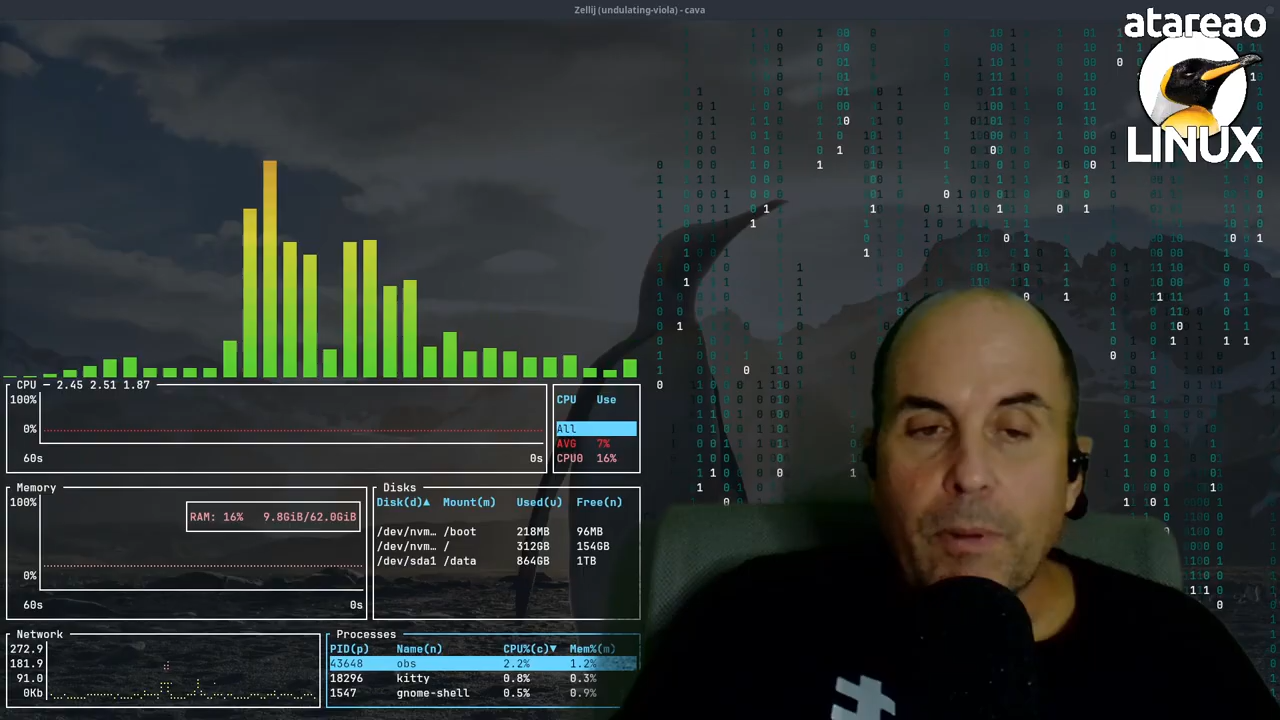 Zellij (undulating-viola) - cava
atareao
LINUX
CPU — 2.45 2.51 1.87
100%
0%
60s 0s
CPU Use
All
AVG 7%
CPU0 16%
Memory
100%
RAM: 16% 9.8GiB/62.0GiB
0%
60s 0s
Disks
Disk(d)▲ Mount(m) Used(u) Free(n)
/dev/nvm… /boot 218MB 96MB
/dev/nvm… / 312GB 154GB
/dev/sda1 /data 864GB 1TB
Network
272.9
181.9
91.0
0Kb
Processes
PID(p) Name(n) CPU%(c)▼ Mem%(m)
43648 obs 2.2% 1.2%
18296 kitty 0.8% 0.3%
1547 gnome-shell 0.5% 0.9%